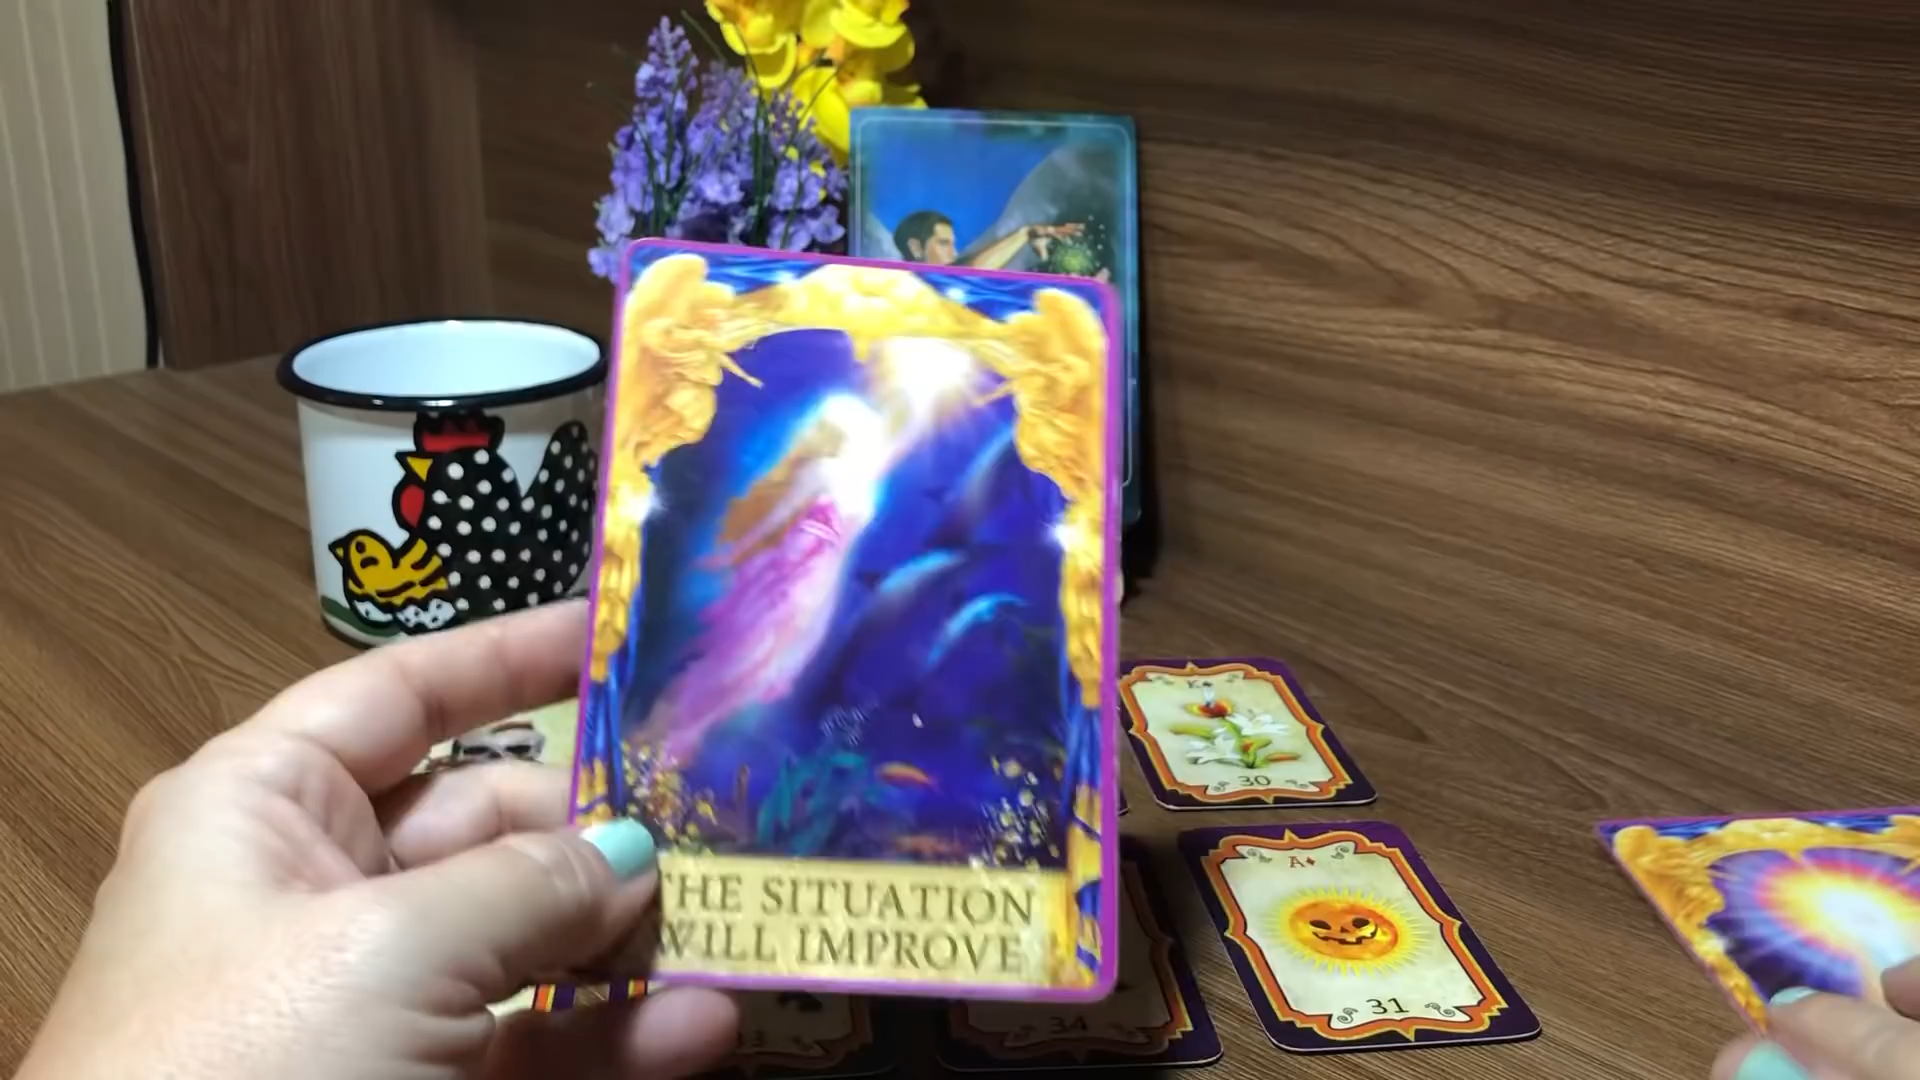 THE SITUATION
WILL IMPROVE
K♦
30
A♦
31
34